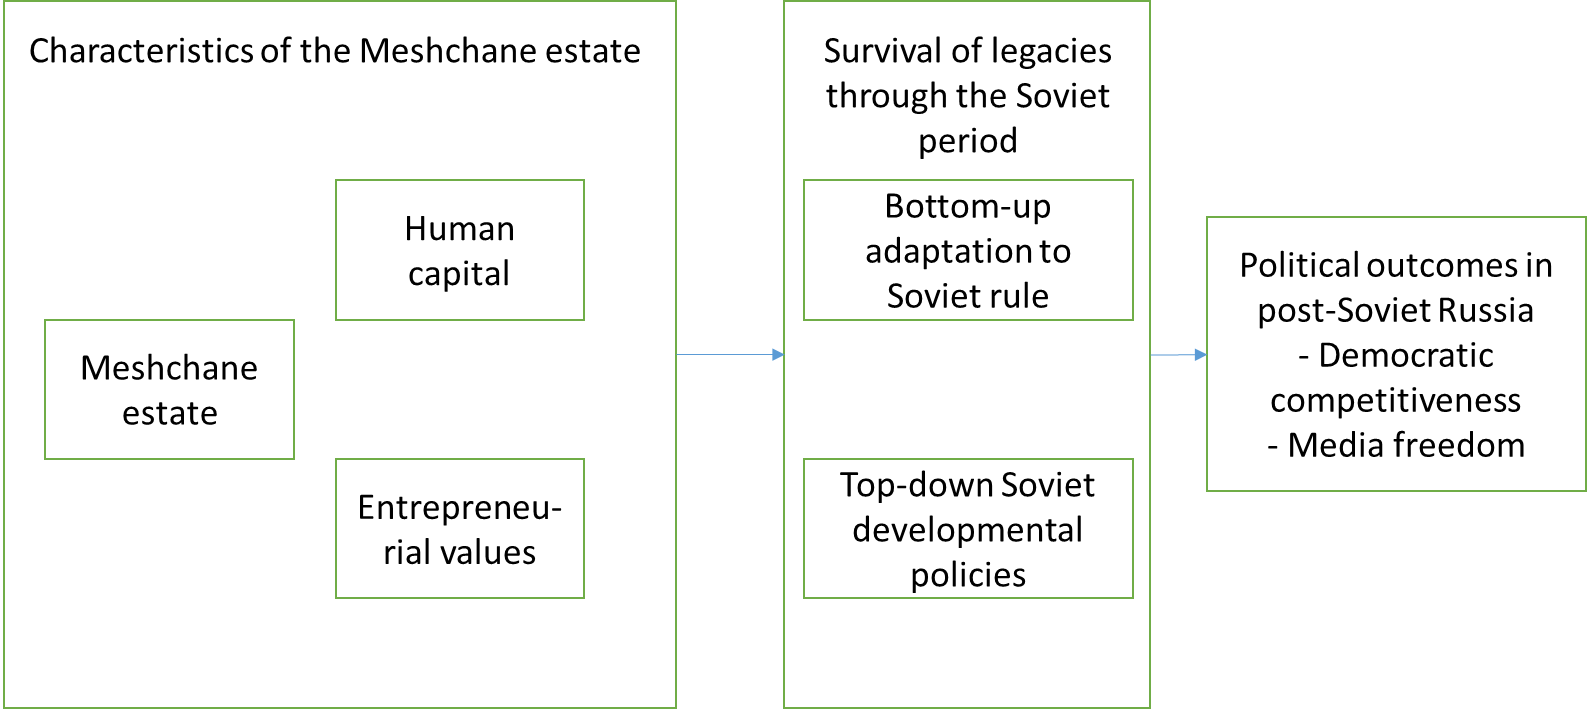 Characteristics of the Meshchane estate
Meshchane
estate
Human
capital
Entrepreneu-
rial values
Survival of legacies
through the Soviet
period
Bottom-up
adaptation to
Soviet rule
Top-down Soviet
developmental
policies
Political outcomes in
post-Soviet Russia
- Democratic
competitiveness
- Media freedom